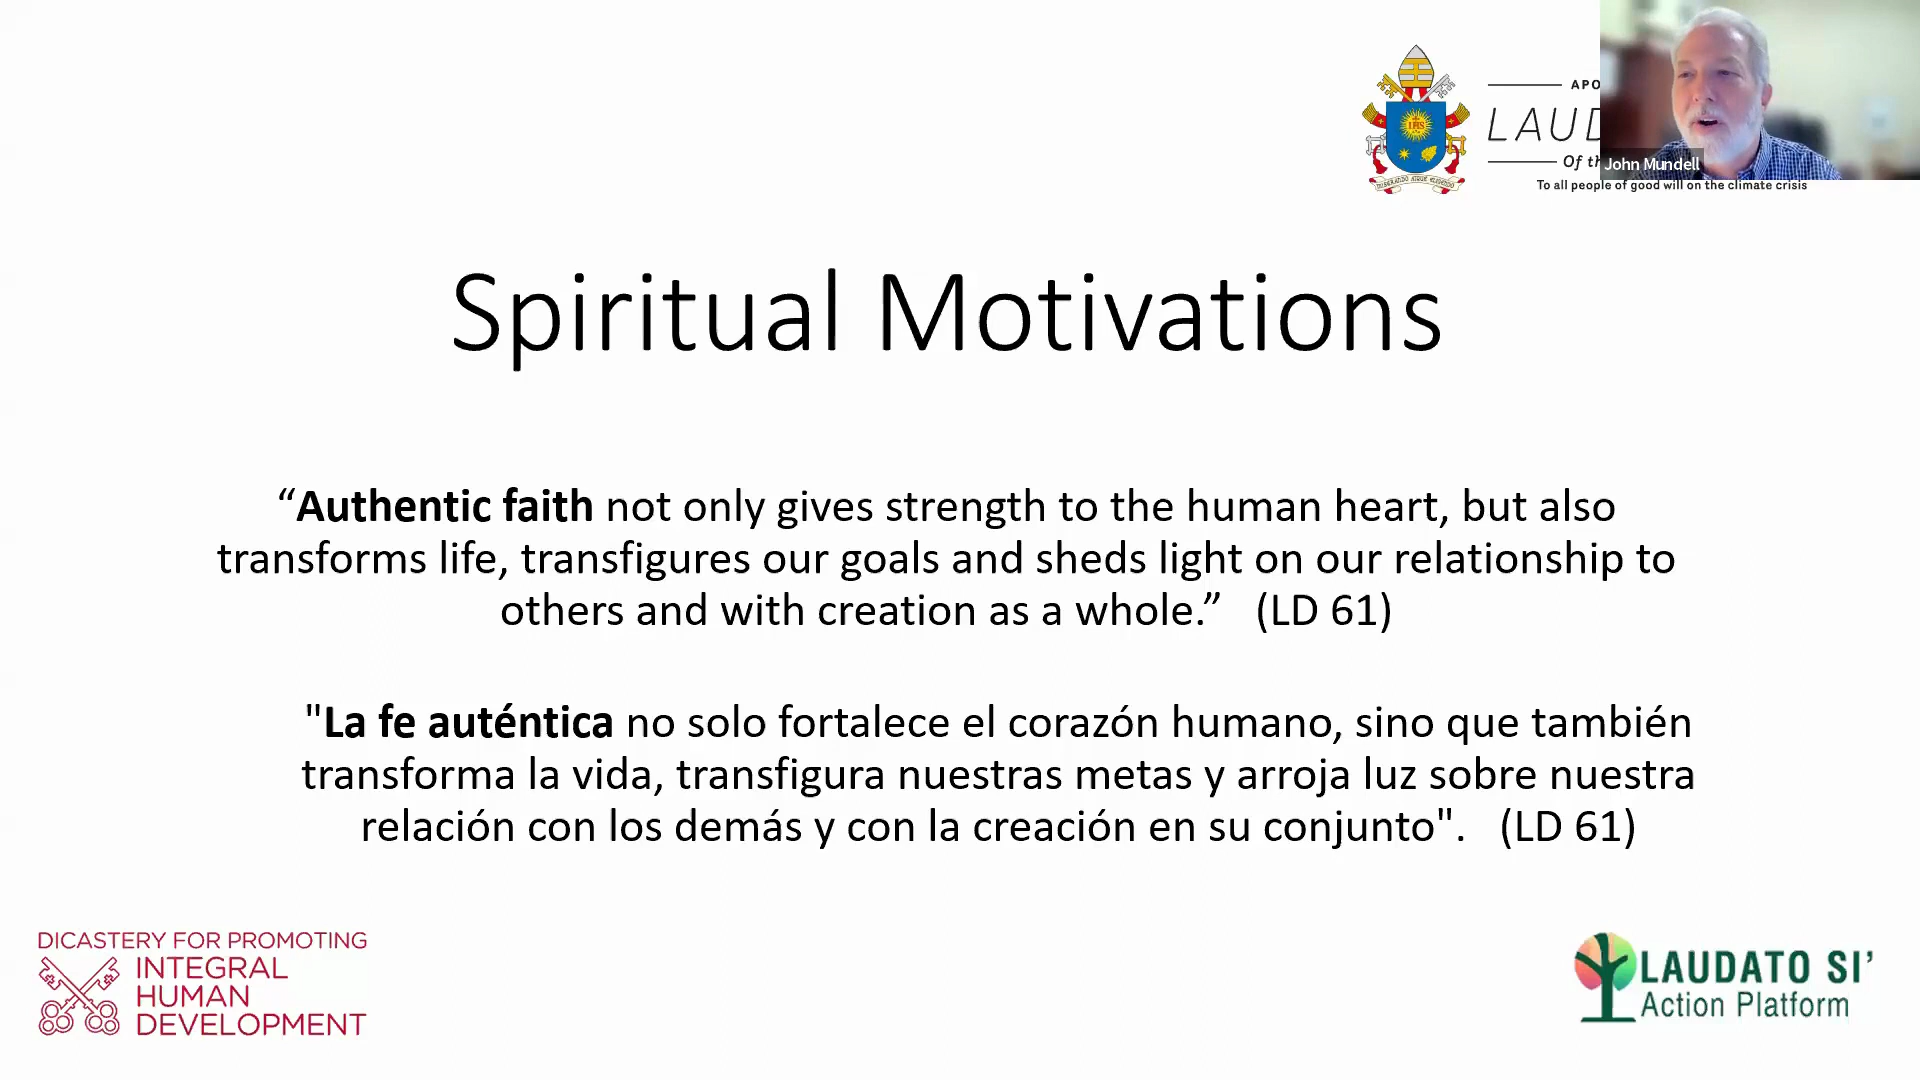 APO
LAUD
Of th
John Mundell
To all people of good will on the climate crisis
Spiritual Motivations
“Authentic faith not only gives strength to the human heart, but also
transforms life, transfigures our goals and sheds light on our relationship to
others and with creation as a whole.” (LD 61)
"La fe auténtica no solo fortalece el corazón humano, sino que también
transforma la vida, transfigura nuestras metas y arroja luz sobre nuestra
relación con los demás y con la creación en su conjunto". (LD 61)
DICASTERY FOR PROMOTING
INTEGRAL
HUMAN
DEVELOPMENT
LAUDATO SI’
Action Platform